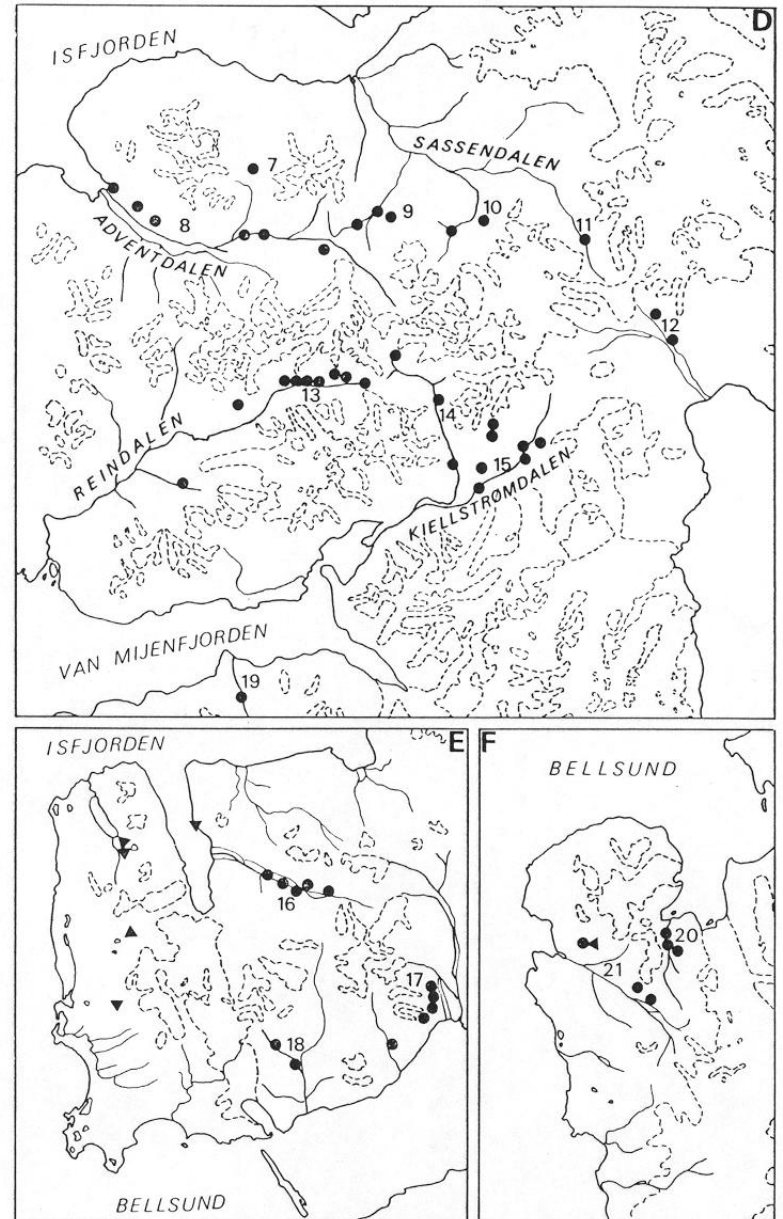 D
ISFJORDEN
SASSENDALEN
7
8
9
10
11
ADVENTDALEN
12
13
14
REINDALEN
15
KIELLSTRØMDALEN
VAN MIJENFJORDEN
19
E
ISFJORDEN
16
17
18
BELLSUND
F
BELLSUND
20
21